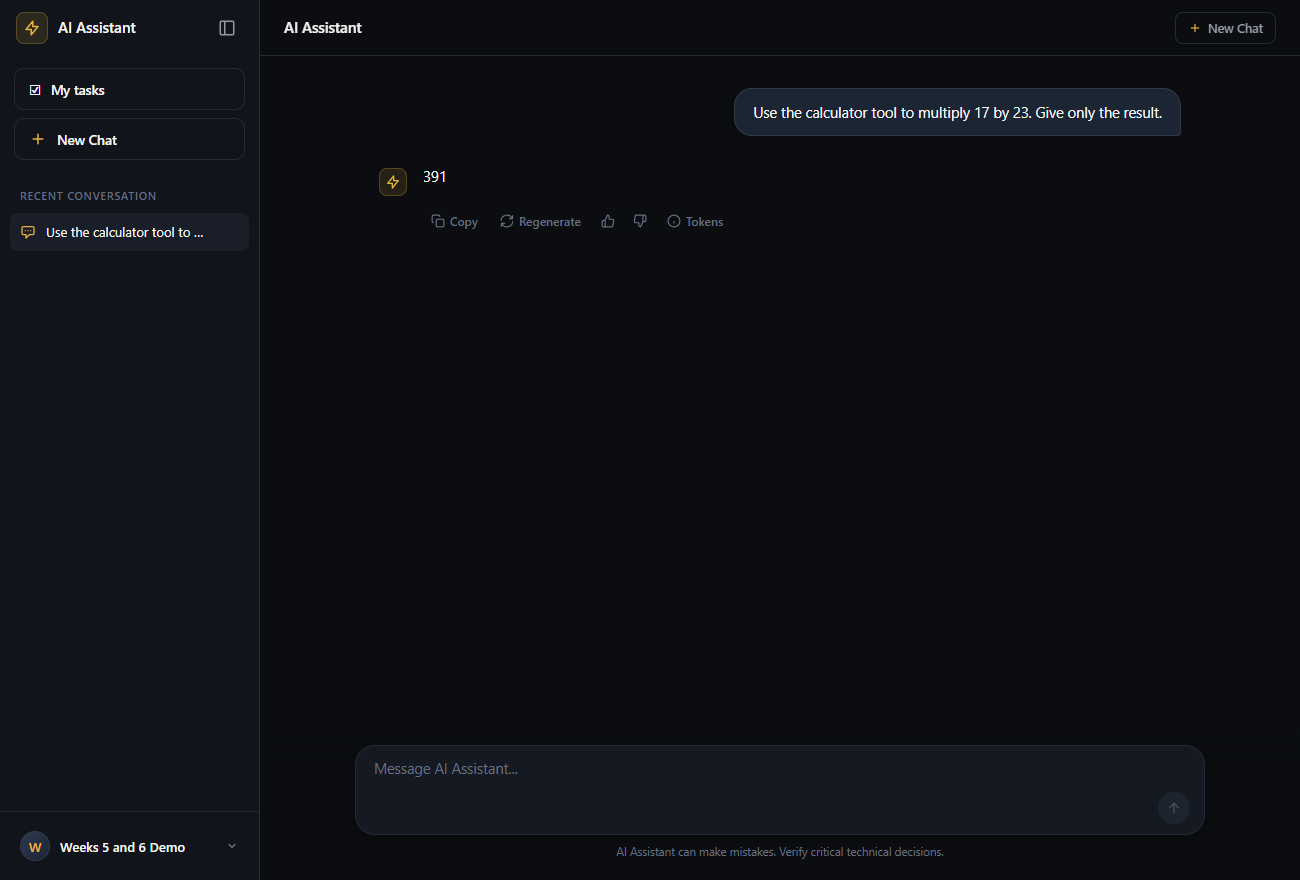 AI Assistant
My tasks
New Chat
RECENT CONVERSATION
Use the calculator tool to ...
W
Weeks 5 and 6 Demo
AI Assistant
New Chat
Use the calculator tool to multiply 17 by 23. Give only the result.
391
Copy
Regenerate
Tokens
Message AI Assistant...
AI Assistant can make mistakes. Verify critical technical decisions.